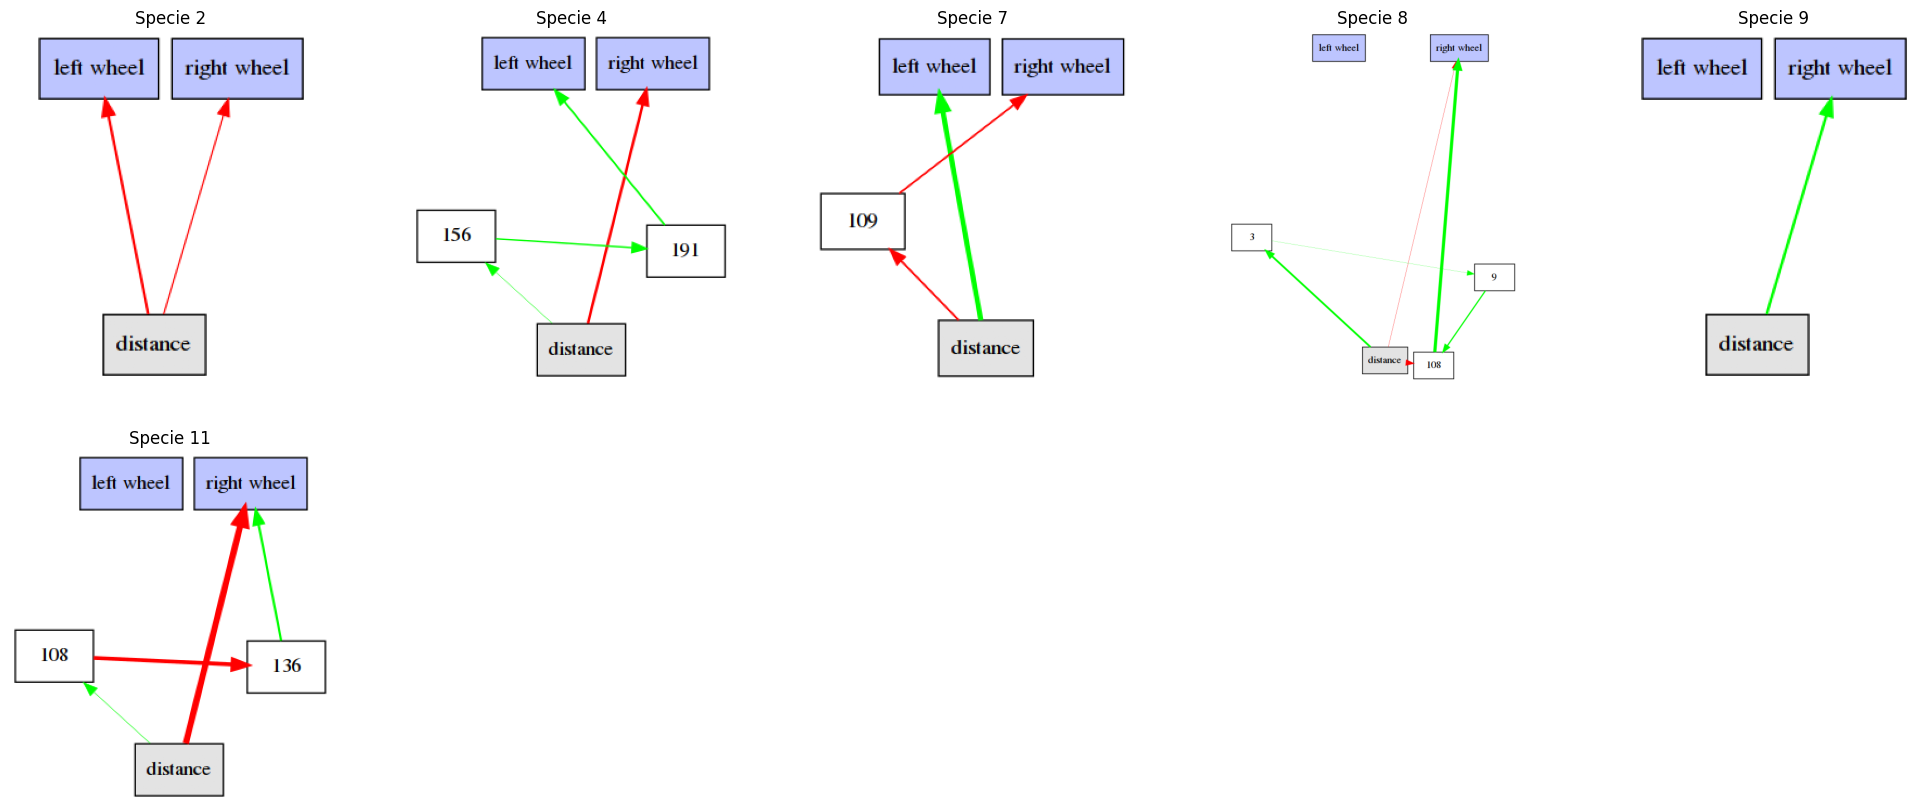 Specie 2
left wheel
right wheel
distance
Specie 4
left wheel
right wheel
156
191
distance
Specie 7
left wheel
right wheel
109
distance
Specie 8
left wheel
right wheel
3
9
distance
108
Specie 9
left wheel
right wheel
distance
Specie 11
left wheel
right wheel
108
136
distance